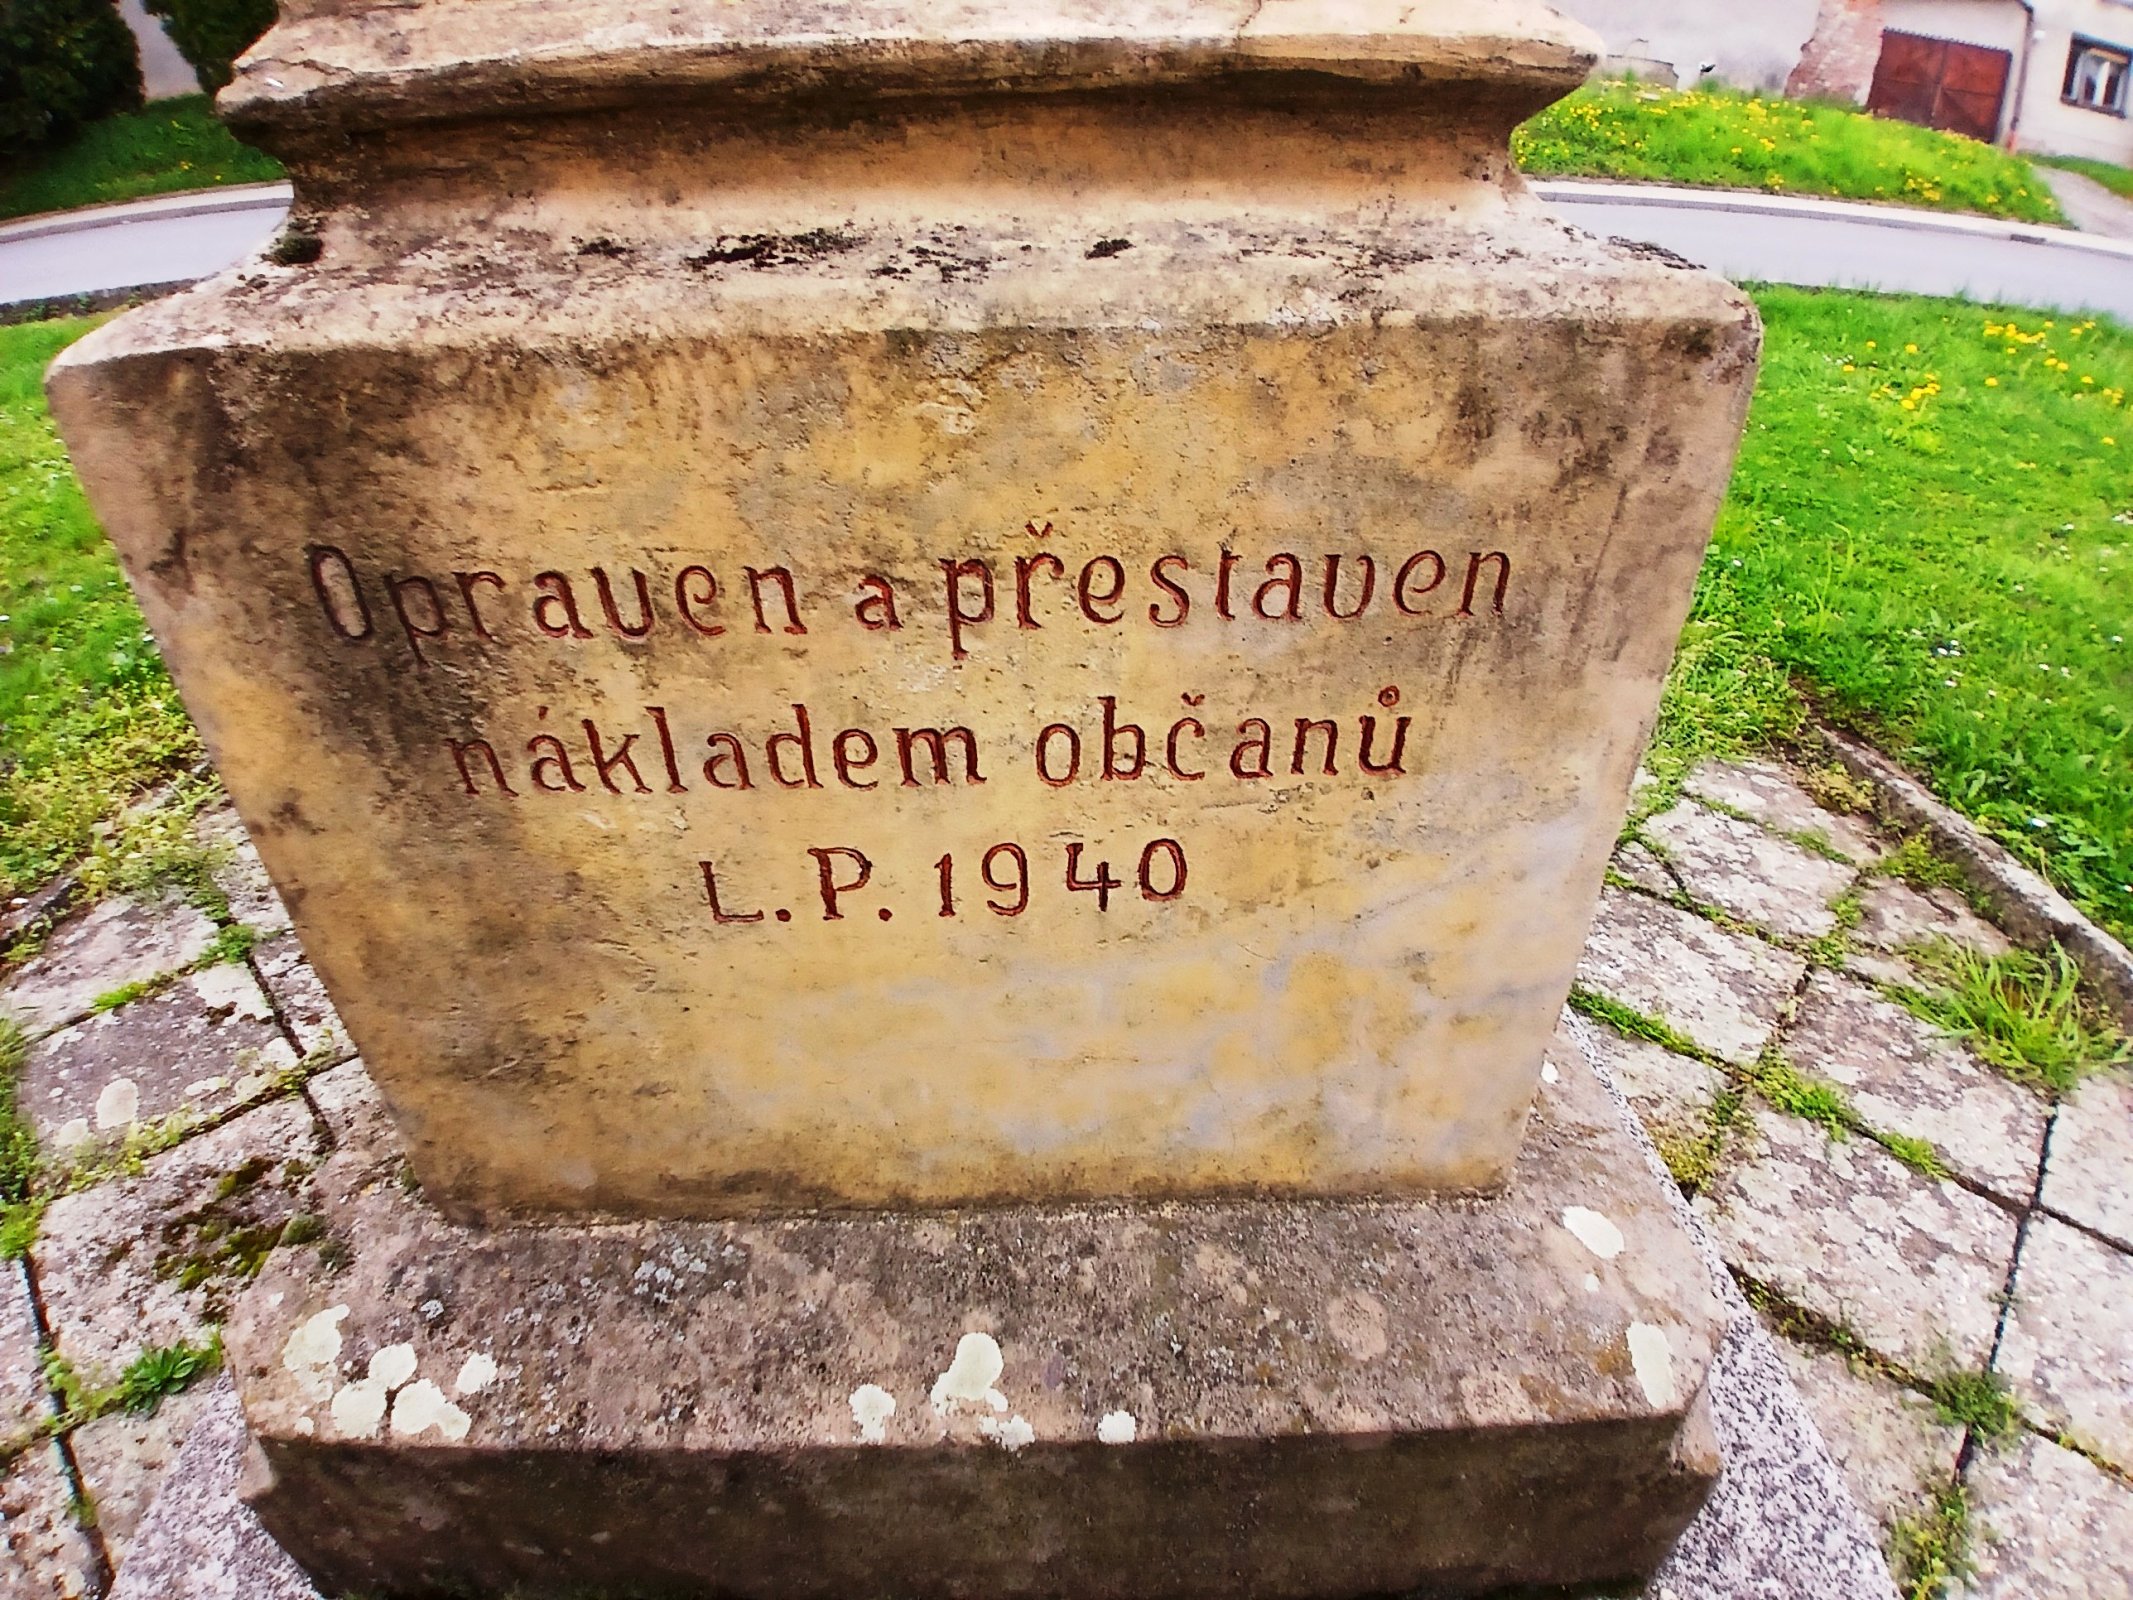 Opraven a přestaven
nákladem občanů
L.P. 1940